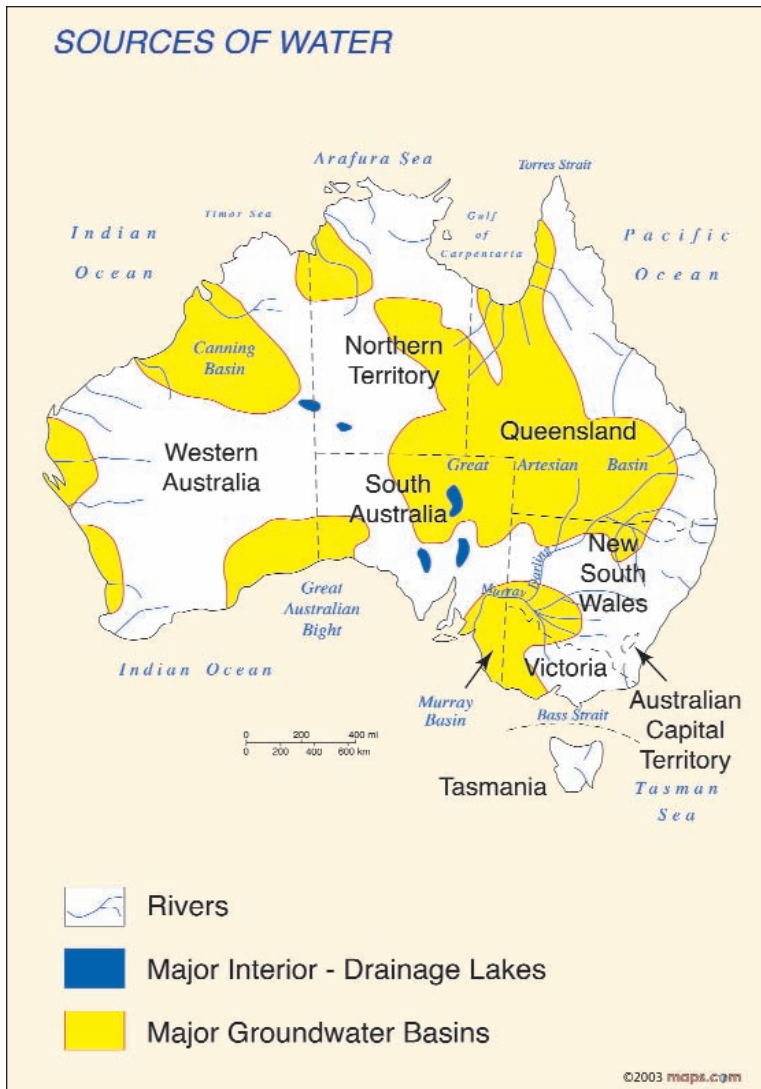 SOURCES OF WATER
Arafura Sea
Torres Strait
Timor Sea
Indian
Ocean
Gulf
of
Carpentaria
Pacific
Ocean
Canning
Basin
Northern
Territory
Queensland
Western
Australia
Great Artesian Basin
South
Australia
Darling
New
South
Wales
Murray
Great
Australian
Bight
Indian Ocean
Victoria
Murray
Basin
Bass Strait
Australian
Capital
Territory
0 200 400 mi
0 200 400 600 km
Tasmania
Tasman
Sea
Rivers
Major Interior - Drainage Lakes
Major Groundwater Basins
©2003 maps.com